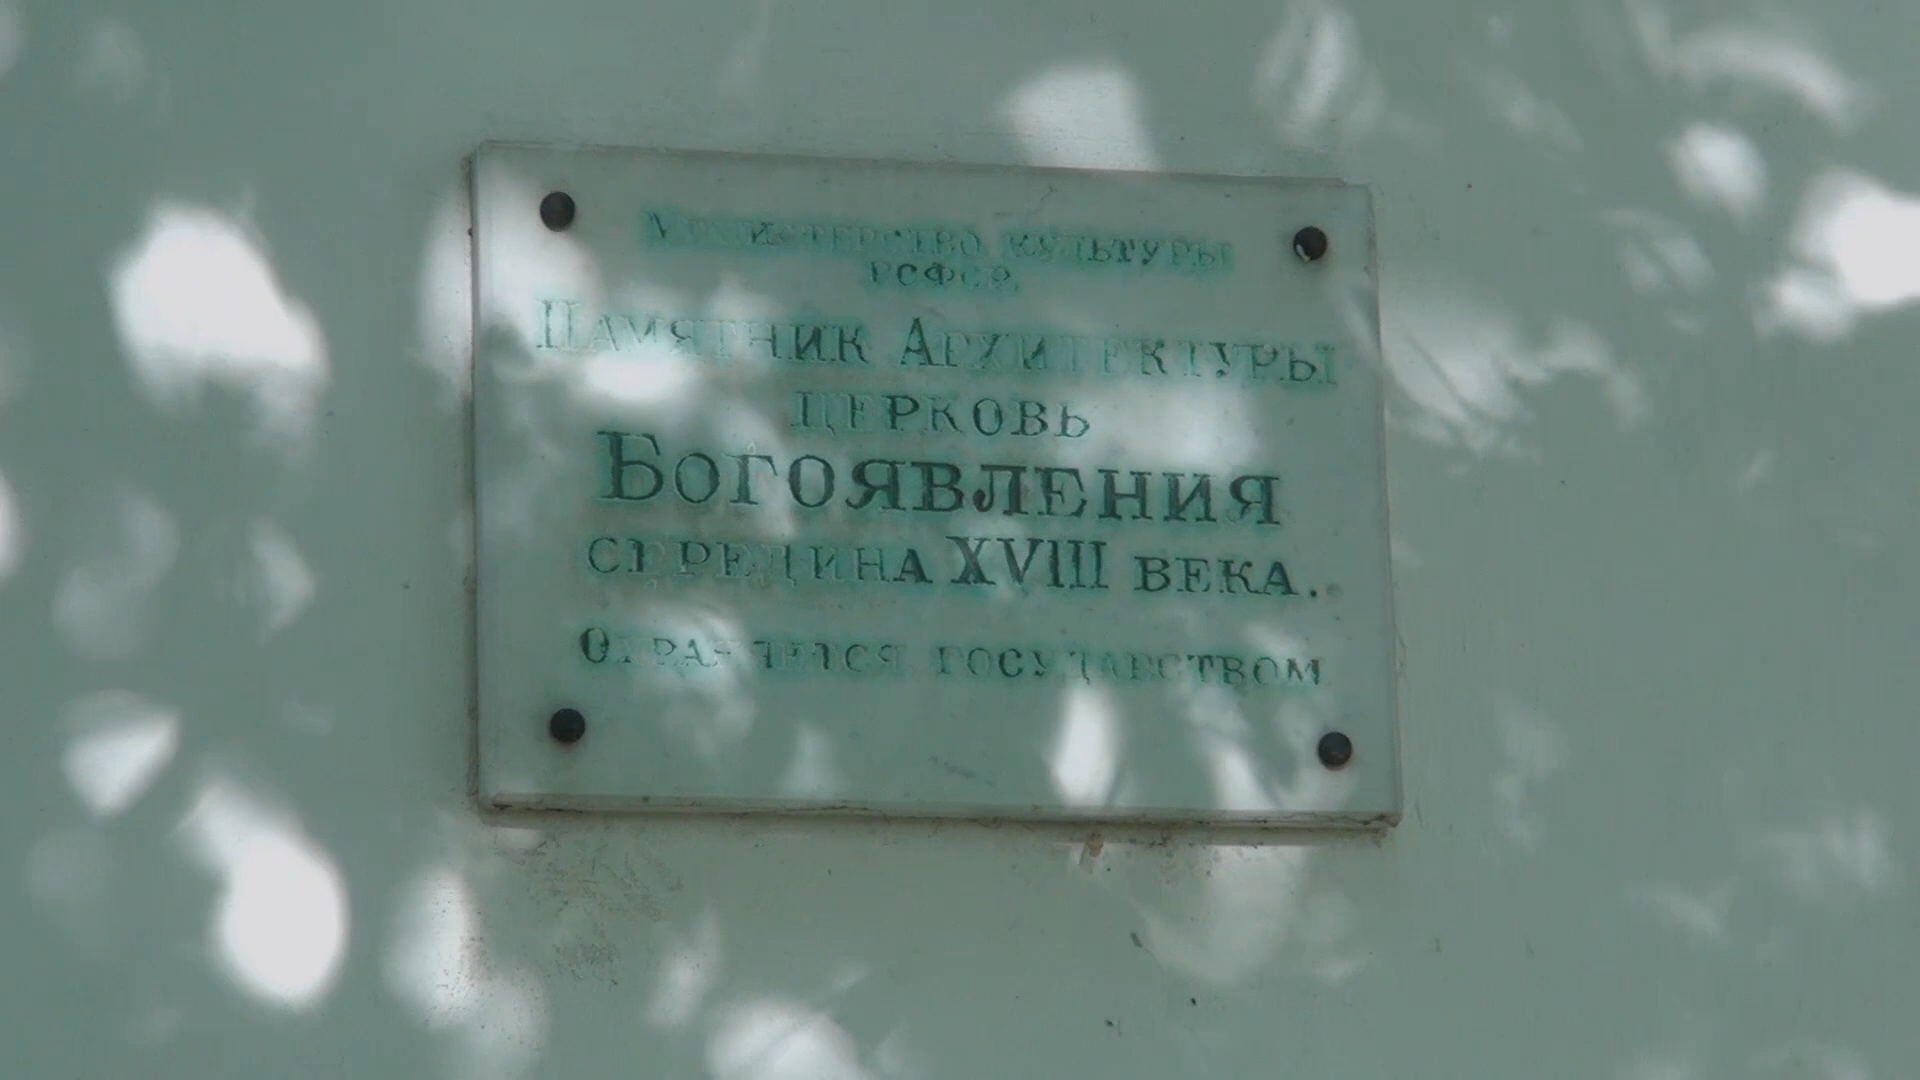 Министерство культуры
РСФСР.
Памятник Архитектуры
церковь
Богоявления
середина XVIII века.
Охраняется государством